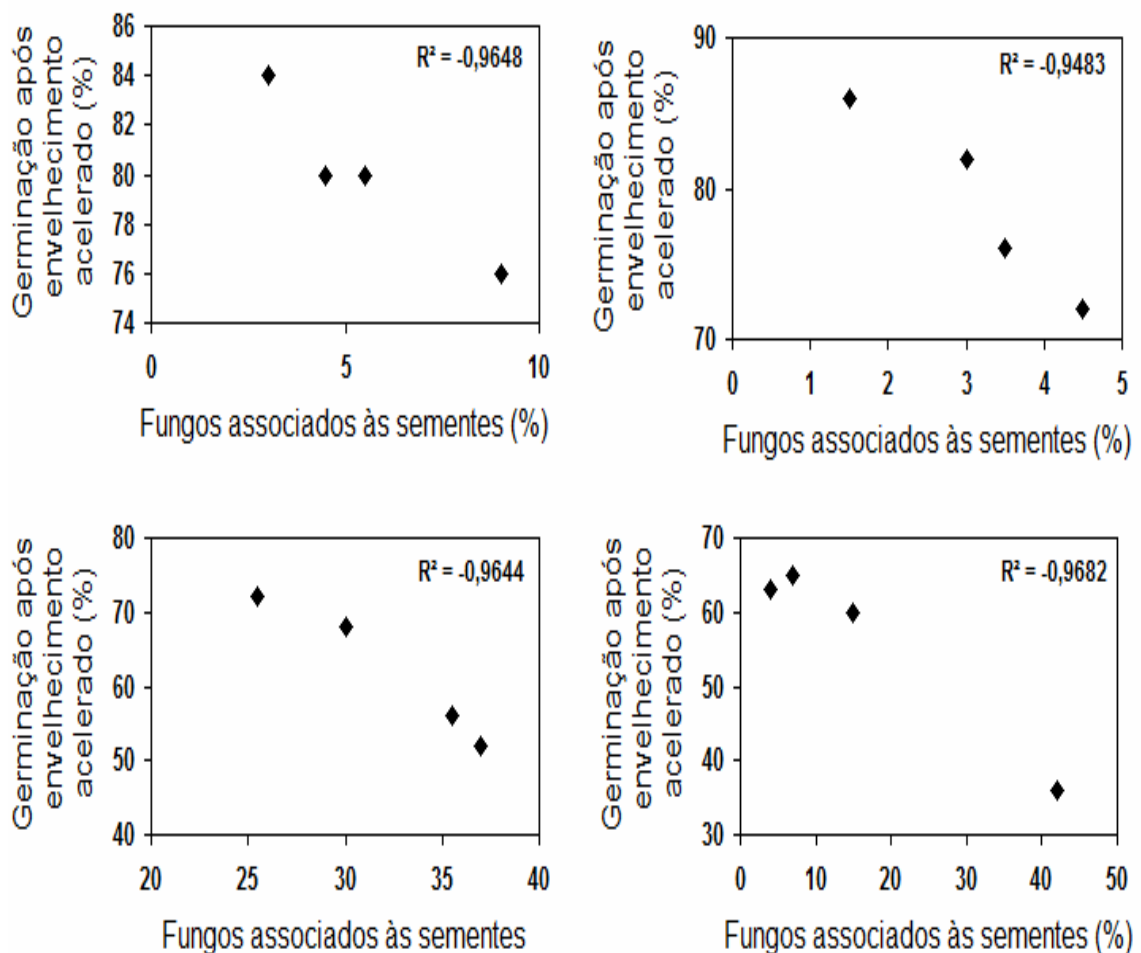 Germinação após
envelhecimento
acelerado (%)
86
84
82
80
78
76
74
R² = -0,9648
0
5
10
Fungos associados às sementes (%)
Germinação após
envelhecimento
acelerado (%)
90
80
70
R² = -0,9483
0
1
2
3
4
5
Fungos associados às sementes (%)
Germinação após
envelhecimento
acelerado (%)
80
70
60
50
40
R² = -0,9644
20
25
30
35
40
Fungos associados às sementes
Germinação após
envelhecimento
acelerado (%)
70
60
50
40
30
R² = -0,9682
0
10
20
30
40
50
Fungos associados às sementes (%)